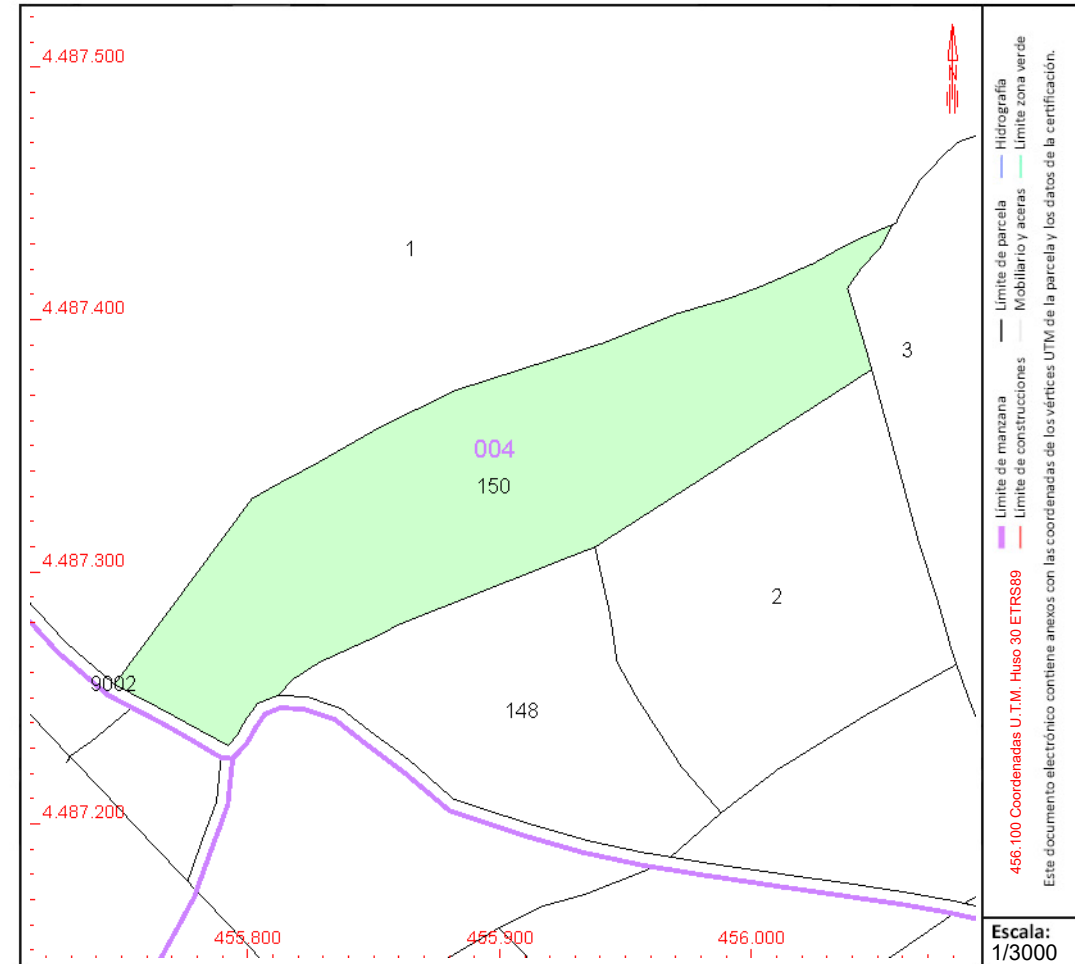 4.487.500
1
4.487.400
3
004
150
4.487.300
2
9002
148
4.487.200
455.800
455.900
456.000
N
Límite de manzana
Límite de parcela
Hidrografía
Límite de construcciones
Mobiliario y aceras
Límite zona verde
456.100 Coordenadas U.T.M. Huso 30 ETRS89
Este documento electrónico contiene anexos con las coordenadas de los vértices UTM de la parcela y los datos de la certificación.
Escala:
1/3000